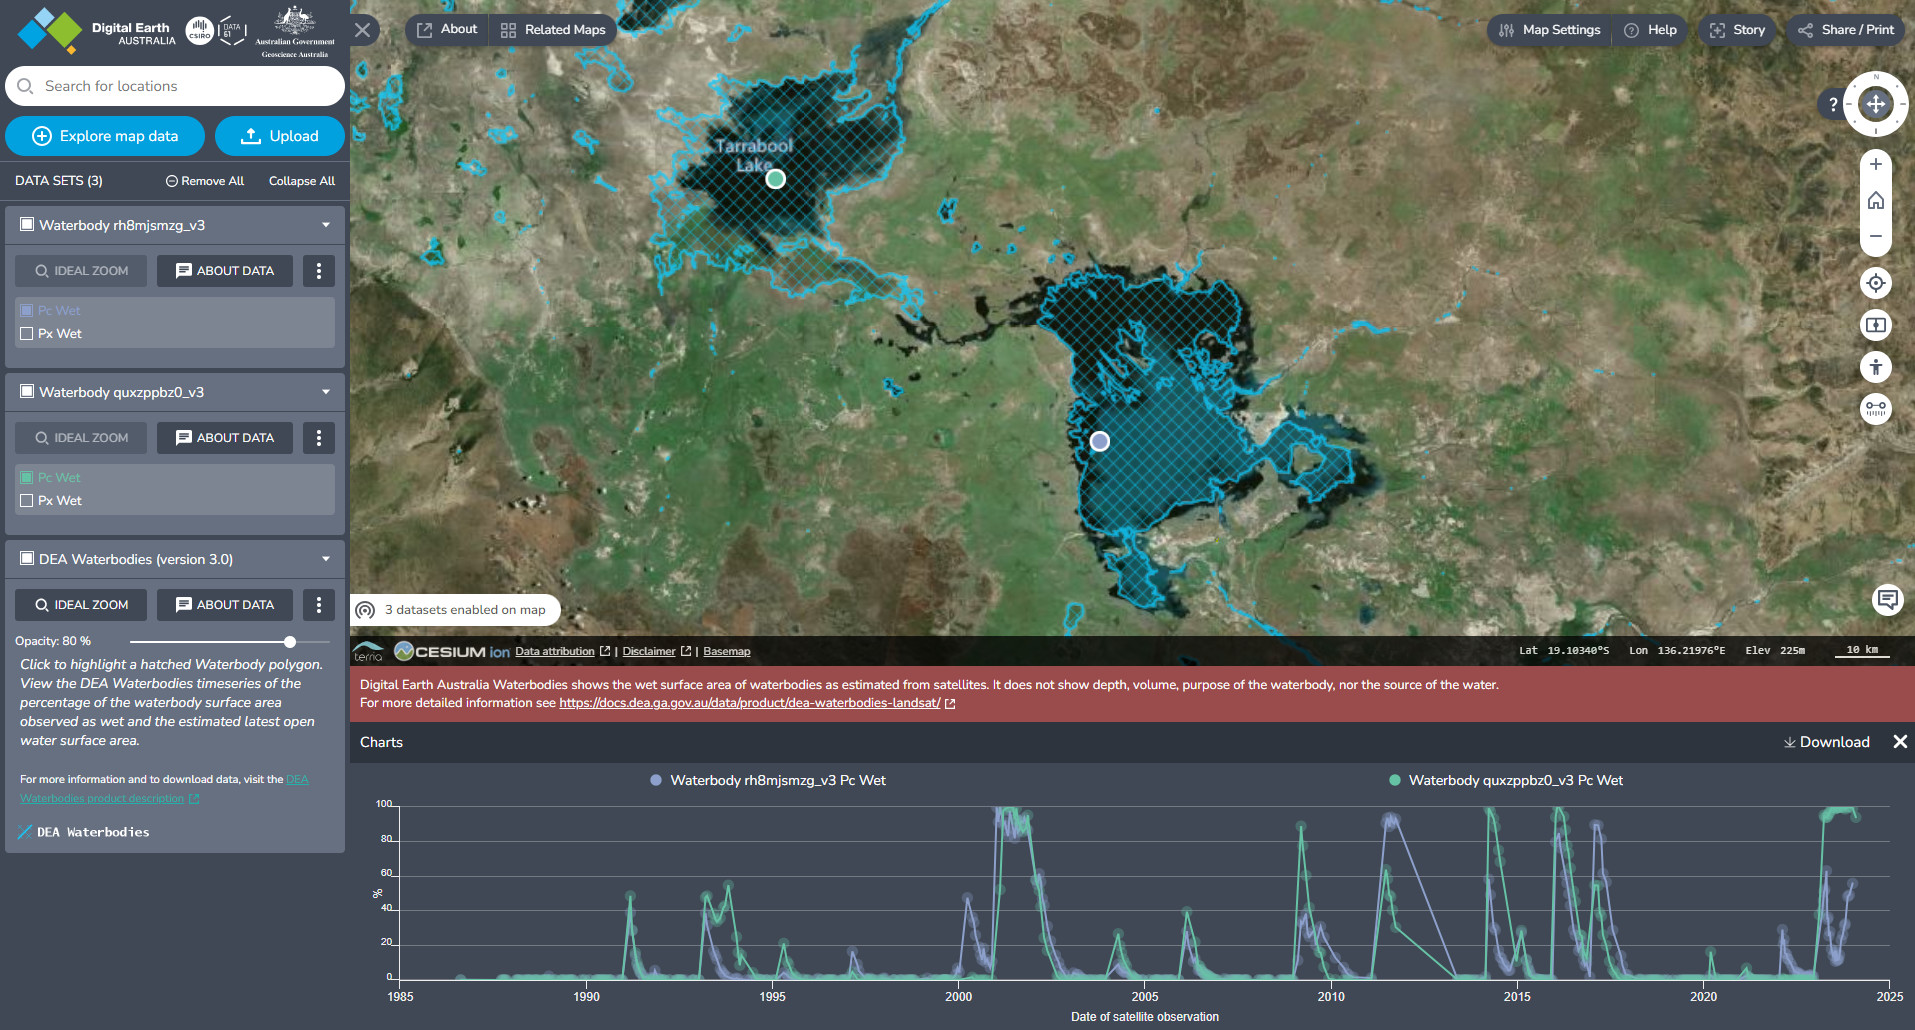 Digital Earth
AUSTRALIA
CSIRO
DATA
61
Australian Government
Geoscience Australia
About
Related Maps
Map Settings
Help
Story
Share / Print
Search for locations
Explore map data
Upload
DATA SETS (3)
Remove All
Collapse All
Waterbody rh8mjsmzg_v3
IDEAL ZOOM
ABOUT DATA
Pc Wet
Px Wet
Waterbody quxzppbz0_v3
IDEAL ZOOM
ABOUT DATA
Pc Wet
Px Wet
DEA Waterbodies (version 3.0)
IDEAL ZOOM
ABOUT DATA
Opacity: 80 %
Click to highlight a hatched Waterbody polygon.
View the DEA Waterbodies timeseries of the
percentage of the waterbody surface area
observed as wet and the estimated latest open
water surface area.
For more information and to download data, visit the DEA
Waterbodies product description
DEA Waterbodies
Tarrabool
Lake
N
?
3 datasets enabled on map
terria
CESIUM ion
Data attribution | Disclaimer | Basemap
Lat 19.10340°S Lon 136.21976°E Elev 225m
10 km
Digital Earth Australia Waterbodies shows the wet surface area of waterbodies as estimated from satellites. It does not show depth, volume, purpose of the waterbody, nor the source of the water.
For more detailed information see https://docs.dea.ga.gov.au/data/product/dea-waterbodies-landsat/
Charts
Download
Waterbody rh8mjsmzg_v3 Pc Wet
Waterbody quxzppbz0_v3 Pc Wet
100
80
60
%
40
20
0
1985 1990 1995 2000 2005 2010 2015 2020 2025
Date of satellite observation